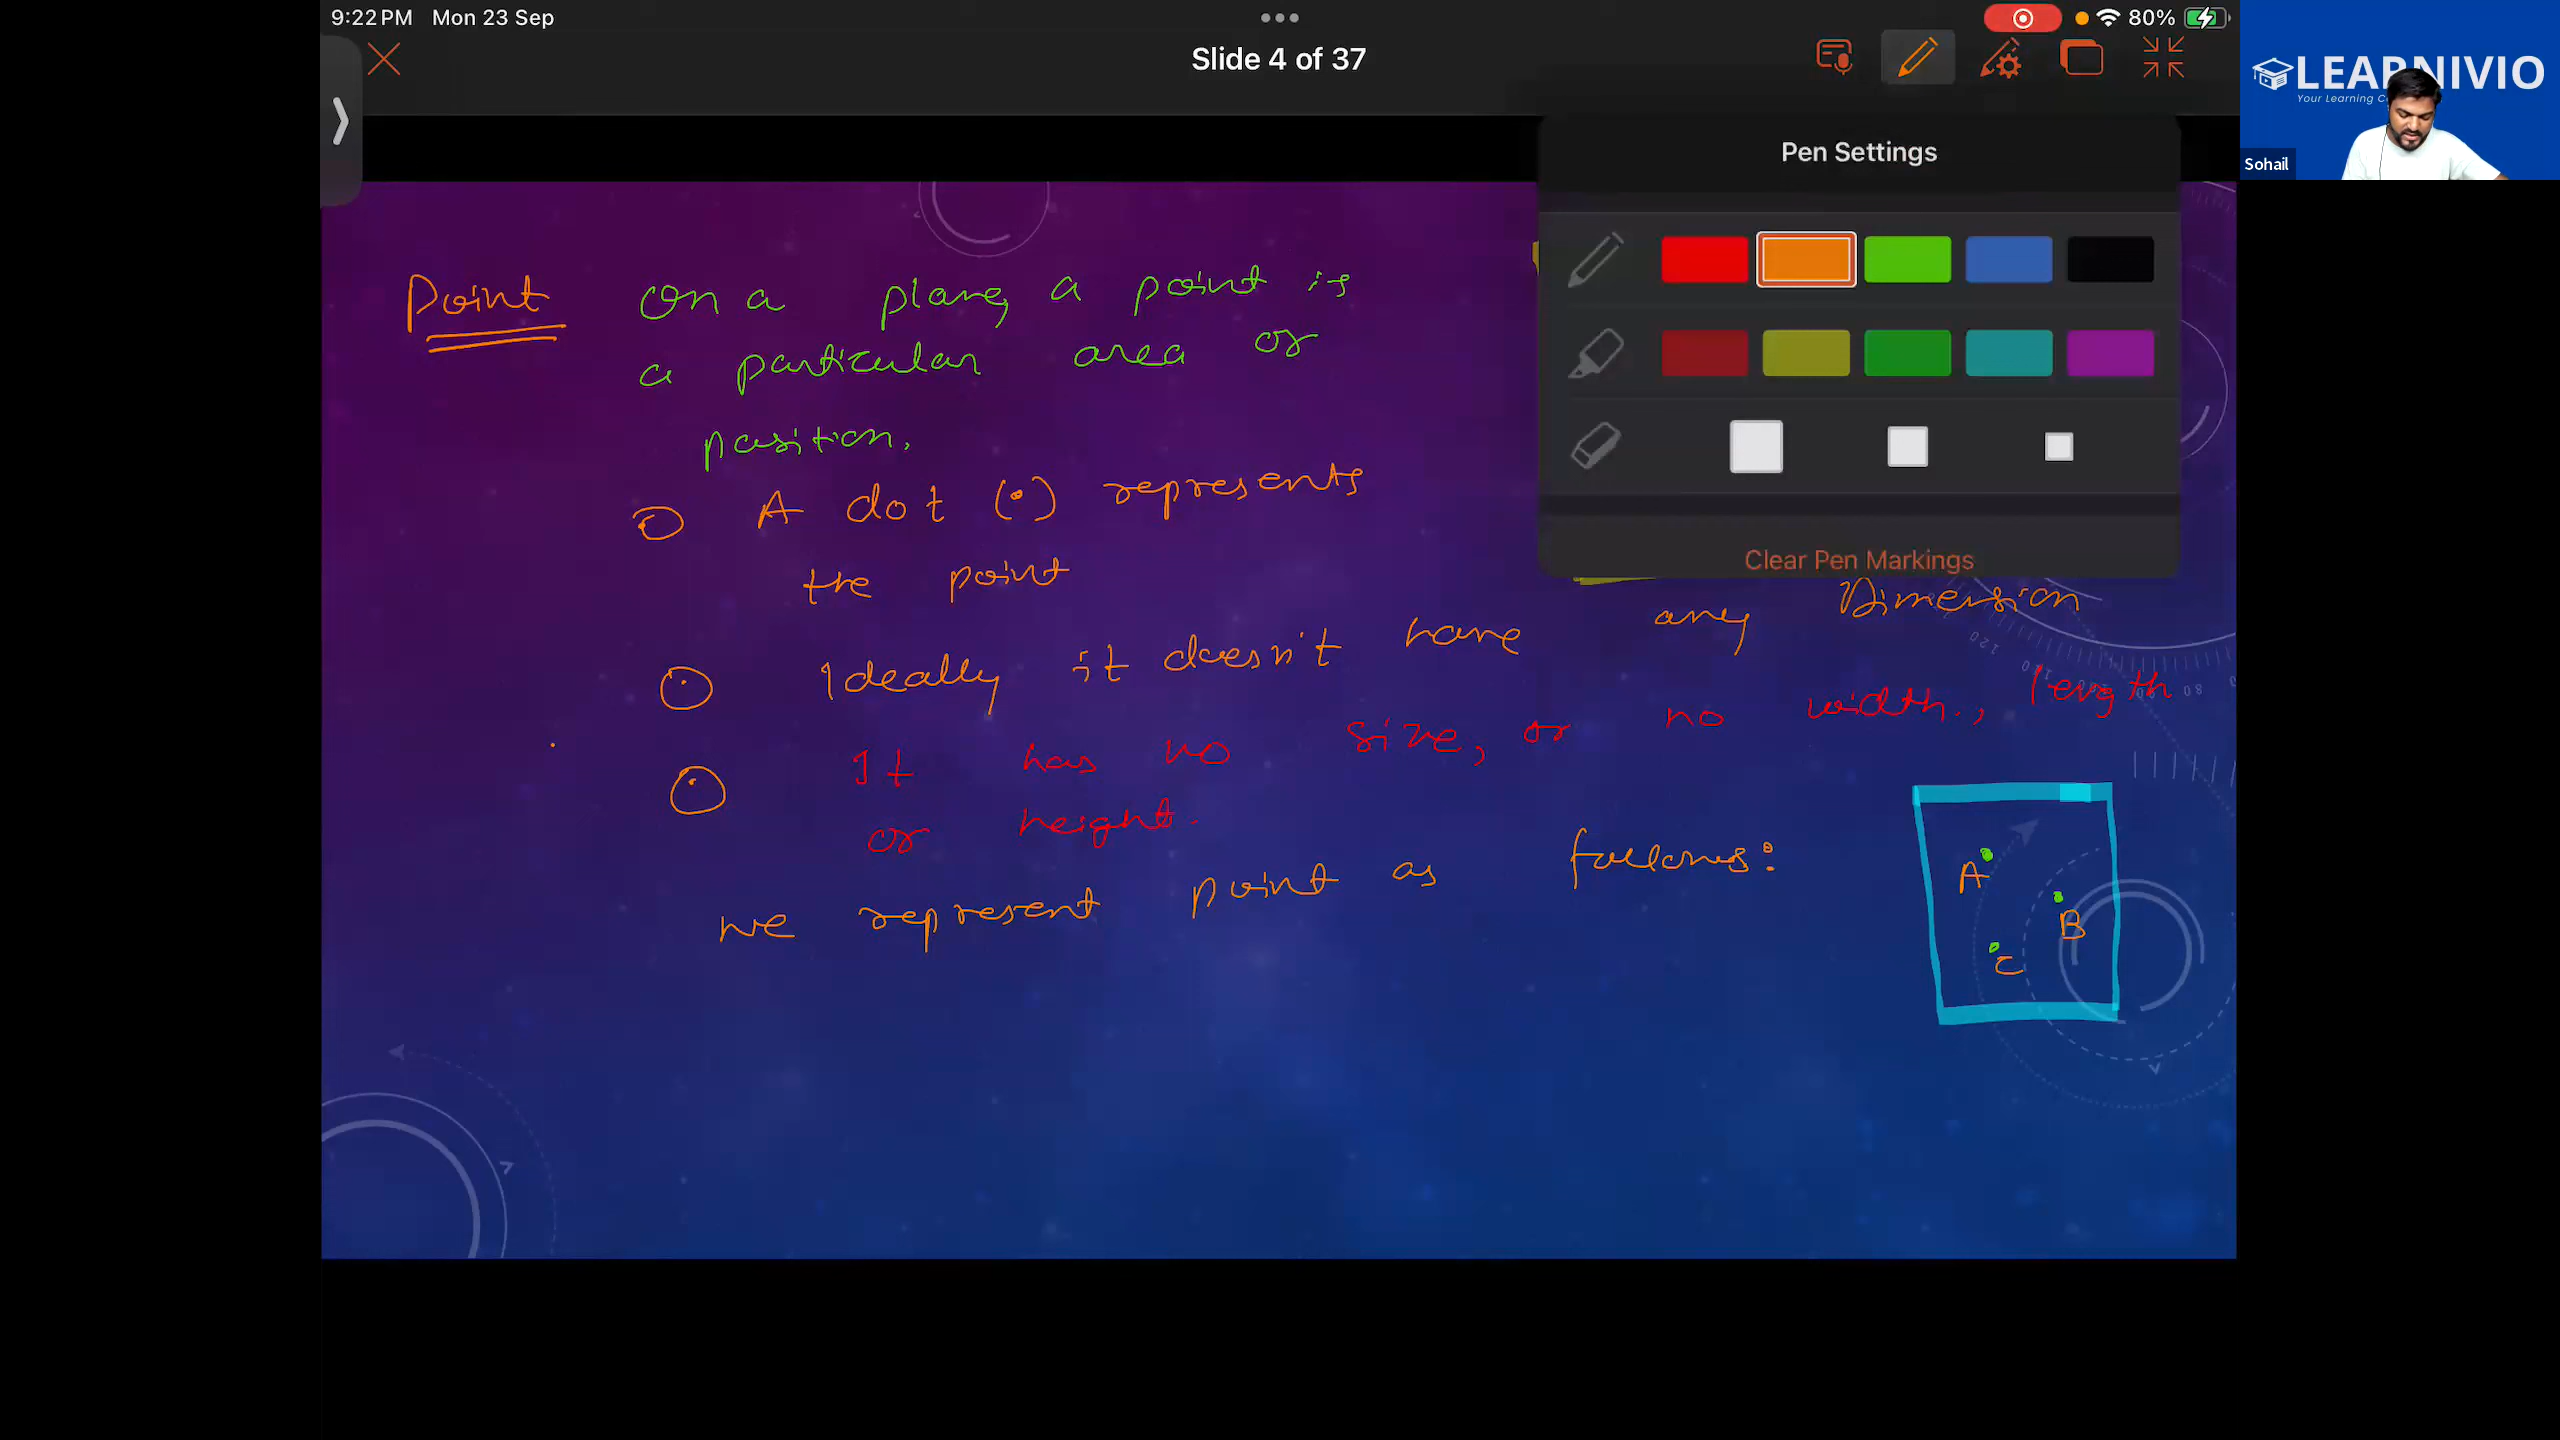 9:22 PM Mon 23 Sep
80%
Slide 4 of 37
LEARNIVIO
Your Learning C
Sohail
Pen Settings
Clear Pen Markings
Point
On a plane, a point is
a particular area or
position.
A dot (•) represents
the point
Ideally it doesn't have any Dimension
It has no size, or no width, length
or height.
we represent point as follows:
A
B
C